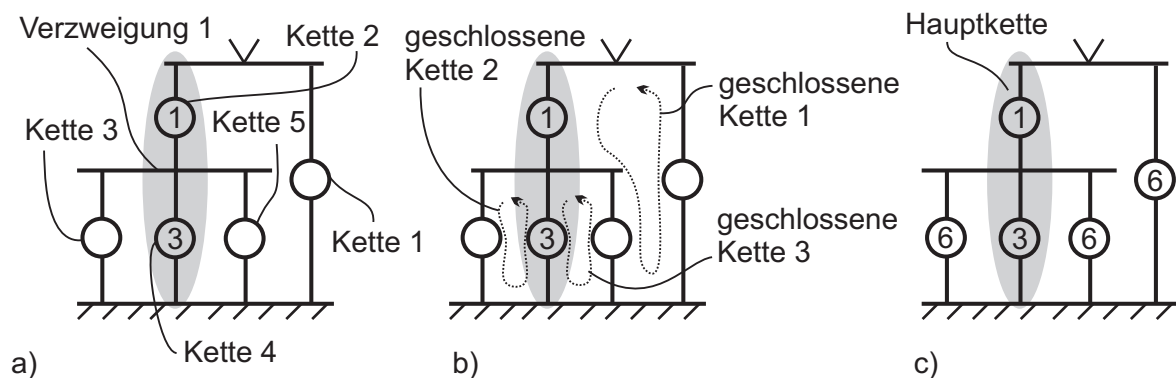 Verzweigung 1
Kette 2
1
Kette 3
Kette 5
3
Kette 1
Kette 4
a)
geschlossene
Kette 2
geschlossene
Kette 1
1
3
geschlossene
Kette 3
b)
Hauptkette
1
6
6
3
6
c)